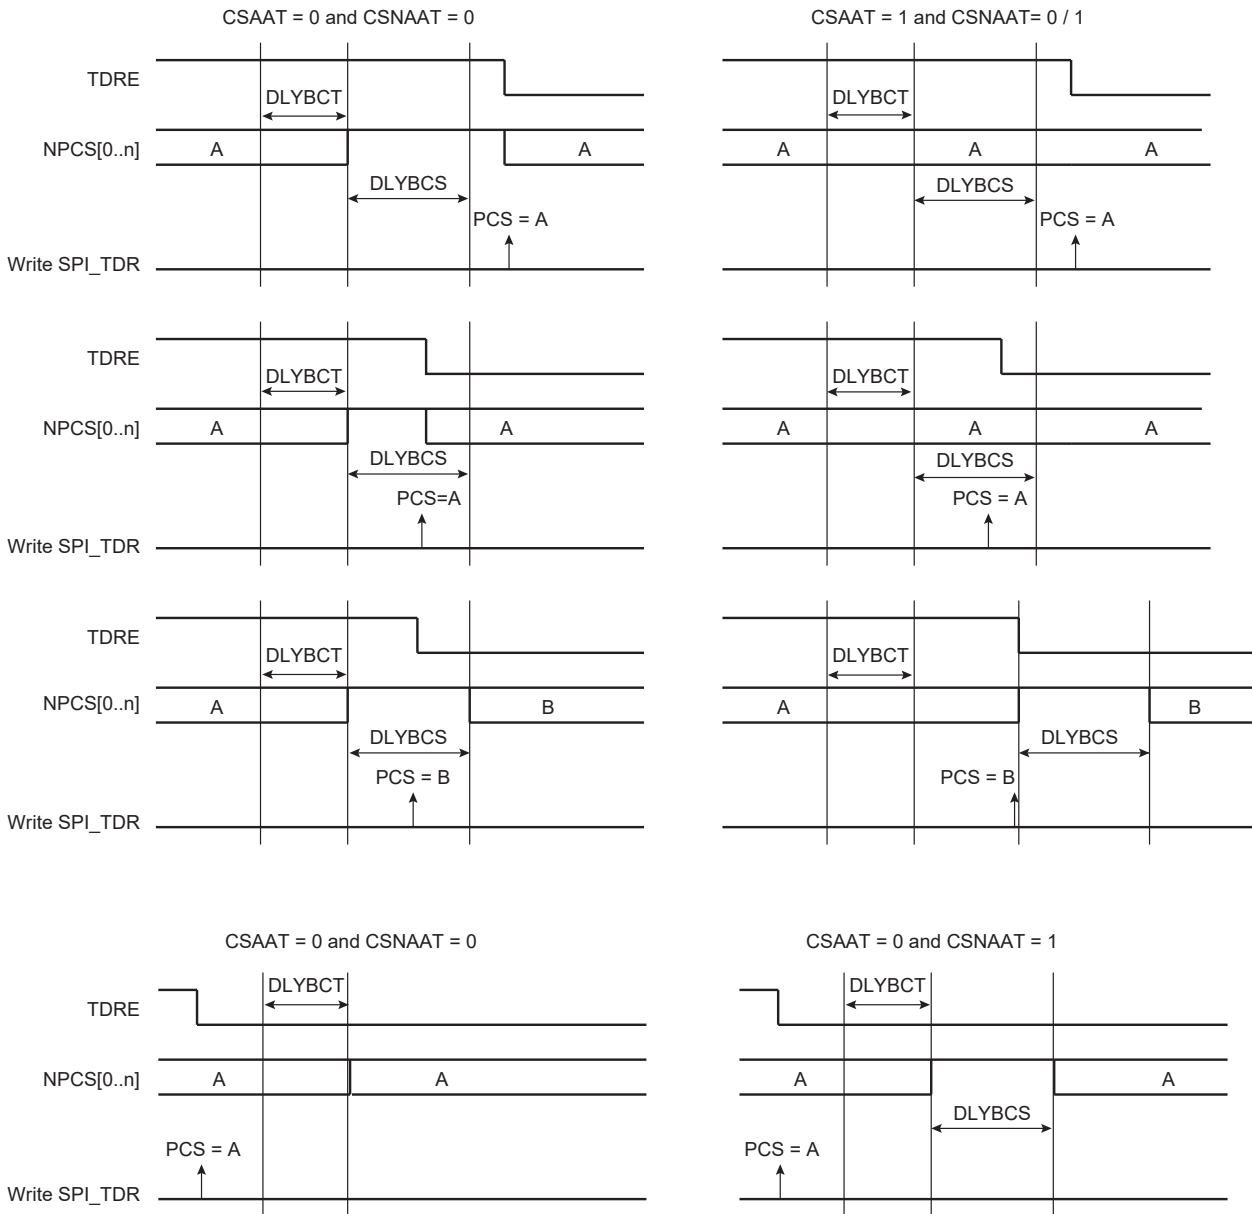 CSAAT = 0 and CSNAAT = 0
CSAAT = 1 and CSNAAT= 0 / 1
TDRE
DLYBCT
DLYBCT
NPCS[0..n]
A
A
A
A
A
DLYBCS
DLYBCS
PCS = A
PCS = A
Write SPI_TDR
TDRE
DLYBCT
DLYBCT
NPCS[0..n]
A
A
A
A
A
DLYBCS
DLYBCS
PCS=A
PCS = A
Write SPI_TDR
TDRE
DLYBCT
DLYBCT
NPCS[0..n]
A
B
A
B
DLYBCS
DLYBCS
PCS = B
PCS = B
Write SPI_TDR
CSAAT = 0 and CSNAAT = 0
CSAAT = 0 and CSNAAT = 1
DLYBCT
DLYBCT
TDRE
NPCS[0..n]
A
A
A
A
DLYBCS
PCS = A
PCS = A
Write SPI_TDR